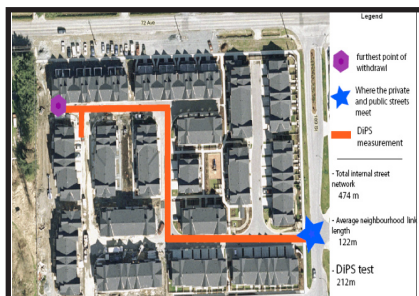 72 Ave
Legend
furthest point of
withdrawl
Where the private
and public streets
meet
DiPS
measurement
- Total internal street
network
474 m
- Average neighbourhood link
length
122m
- DiPS test
212m